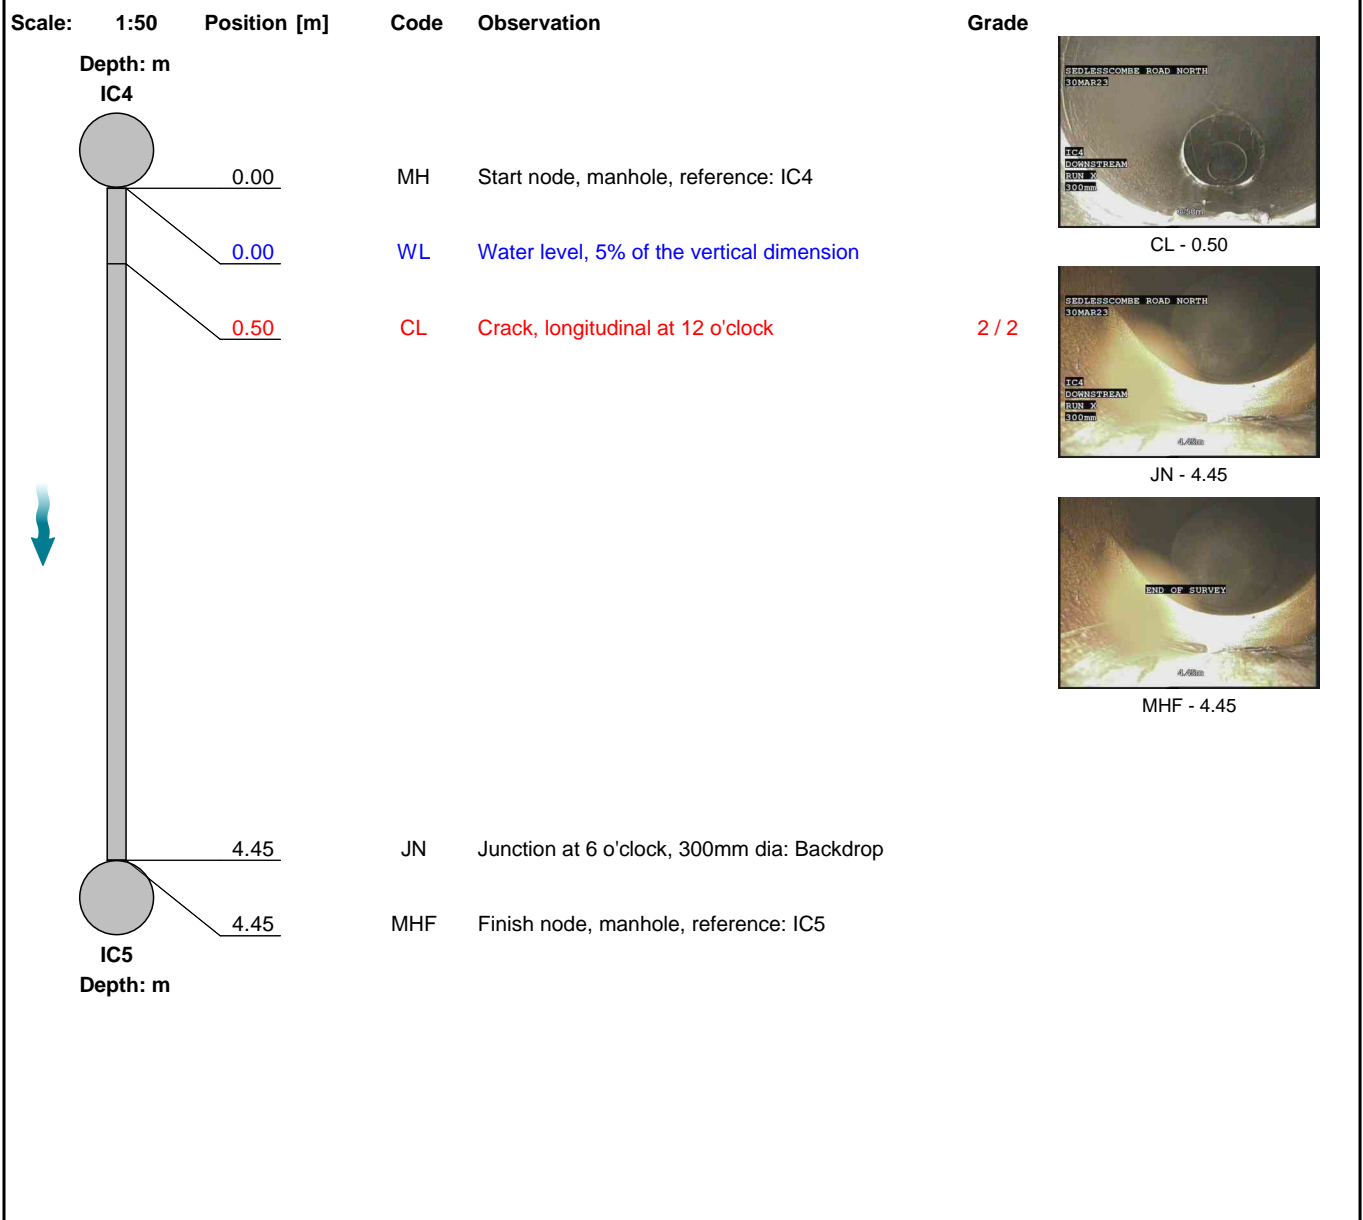 Scale: 1:50 Position [m] Code Observation Grade
Depth: m
IC4
0.00 MH Start node, manhole, reference: IC4
0.00 WL Water level, 5% of the vertical dimension
0.50 CL Crack, longitudinal at 12 o'clock 2 / 2
4.45 JN Junction at 6 o'clock, 300mm dia: Backdrop
4.45 MHF Finish node, manhole, reference: IC5
IC5
Depth: m
SEDLESSCOMBE ROAD NORTH
30MAR23
IC4
DOWNSTREAM
RUN X
300mm
CL - 0.50
SEDLESSCOMBE ROAD NORTH
30MAR23
IC4
DOWNSTREAM
RUN X
300mm
4.45m
JN - 4.45
END OF SURVEY
4.45m
MHF - 4.45